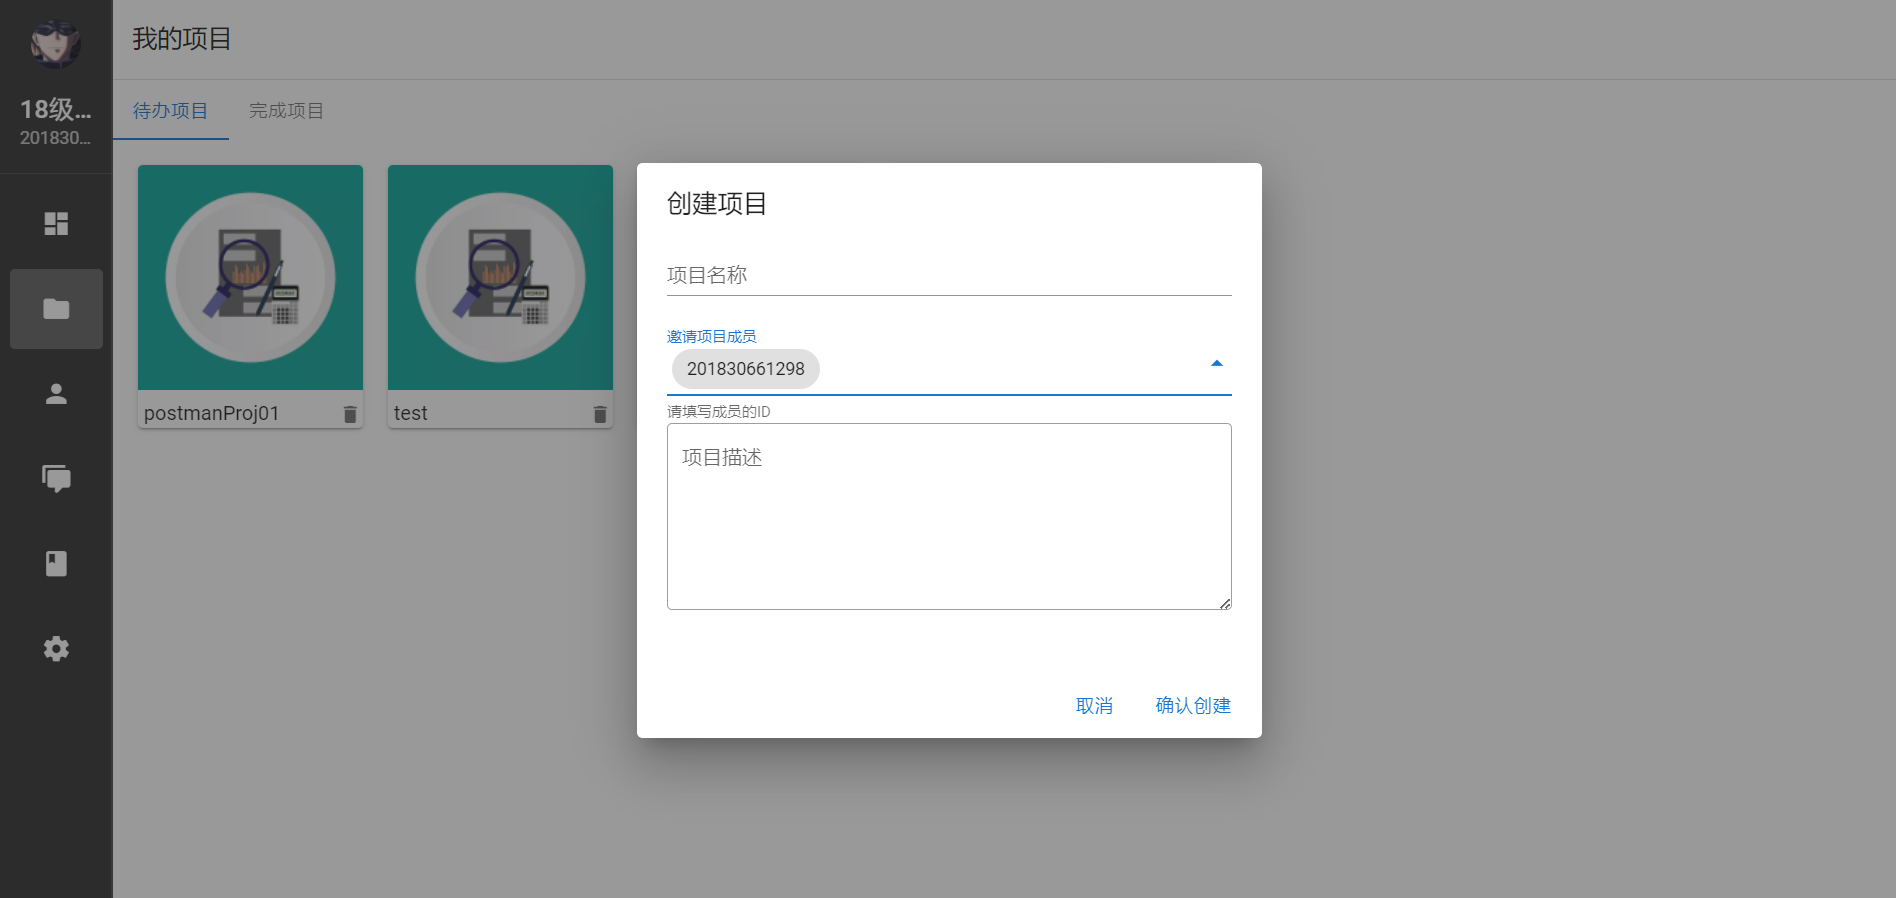 18级...
201830...
我的项目
待办项目 完成项目
postmanProj01
test
创建项目
项目名称
邀请项目成员
201830661298
请填写成员的ID
项目描述
取消 确认创建